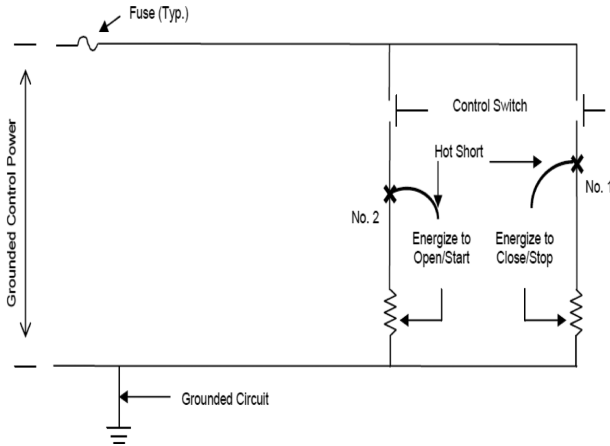 Fuse (Typ.)
Grounded Control Power
Control Switch
Hot Short
No. 1
No. 2
Energize to
Open/Start
Energize to
Close/Stop
Grounded Circuit